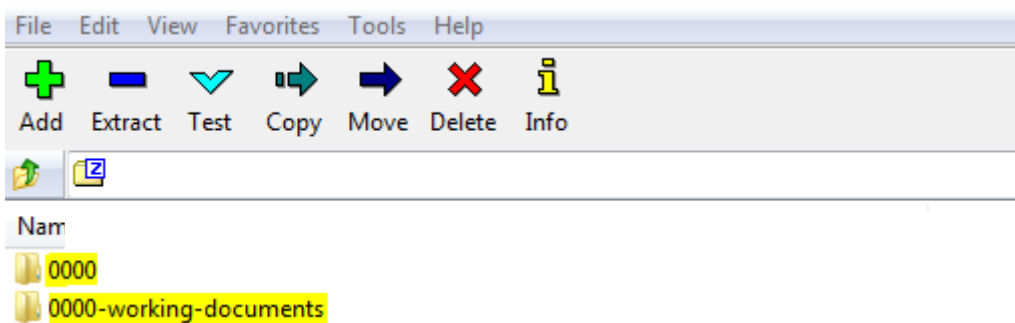 File Edit View Favorites Tools Help
Add Extract Test Copy Move Delete Info
Nam
0000
0000-working-documents